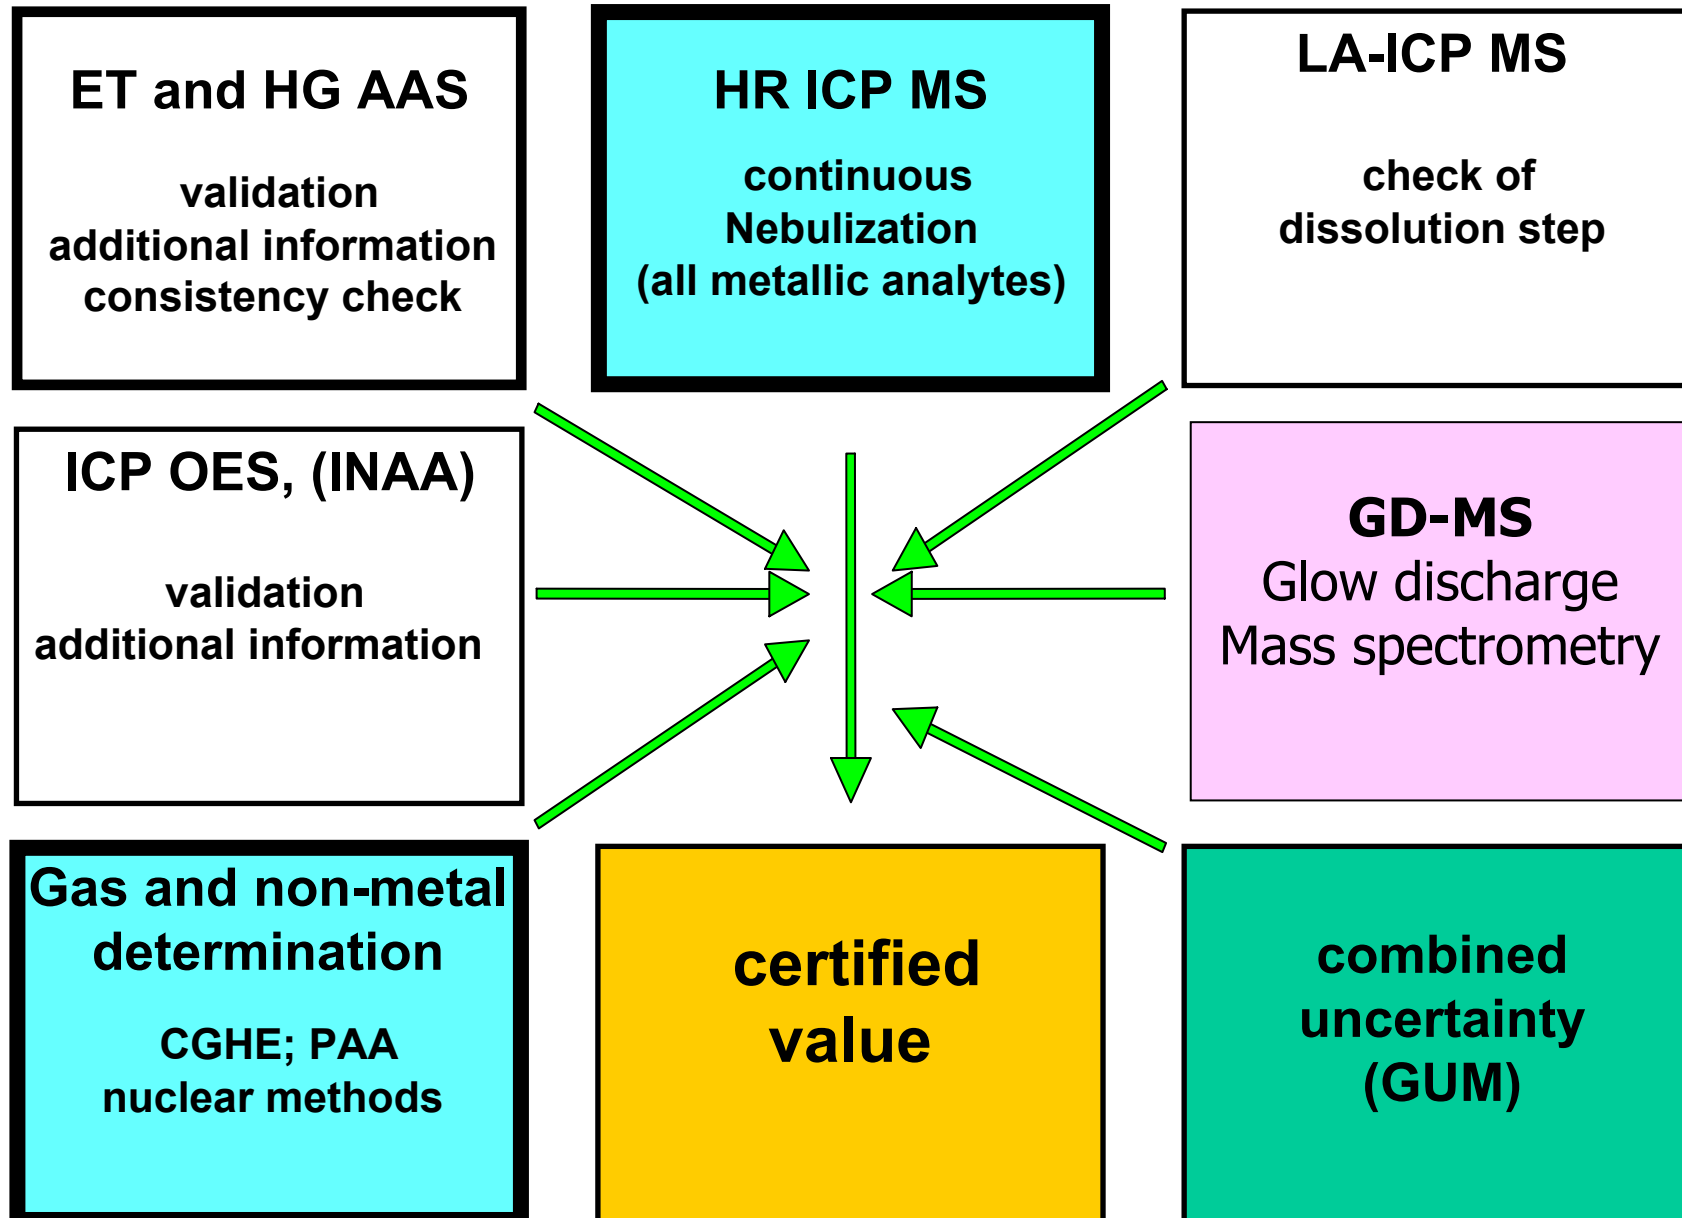 ET and HG AAS
validation
additional information
consistency check
HR ICP MS
continuous
Nebulization
(all metallic analytes)
LA-ICP MS
check of
dissolution step
ICP OES, (INAA)
validation
additional information
GD-MS
Glow discharge
Mass spectrometry
Gas and non-metal
determination
CGHE; PAA
nuclear methods
certified
value
combined
uncertainty
(GUM)